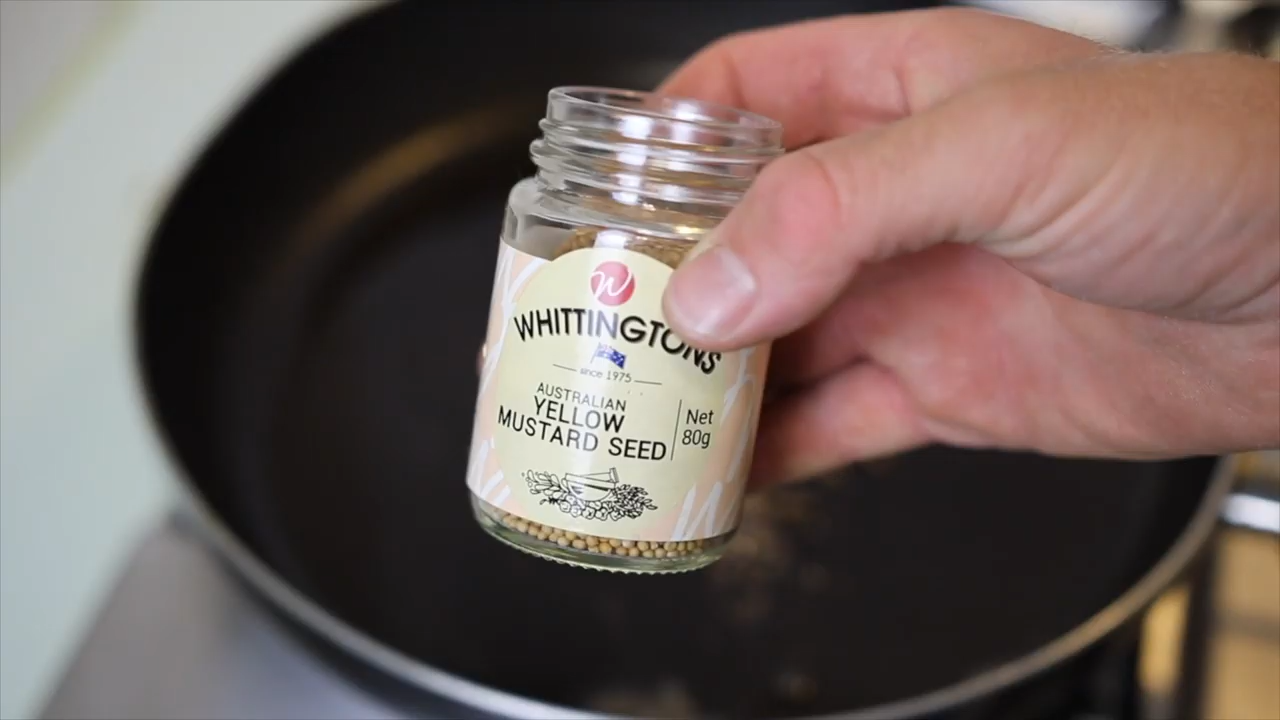 W
WHITTINGTONS
since 1975
AUSTRALIAN
YELLOW
MUSTARD SEED
Net
80g